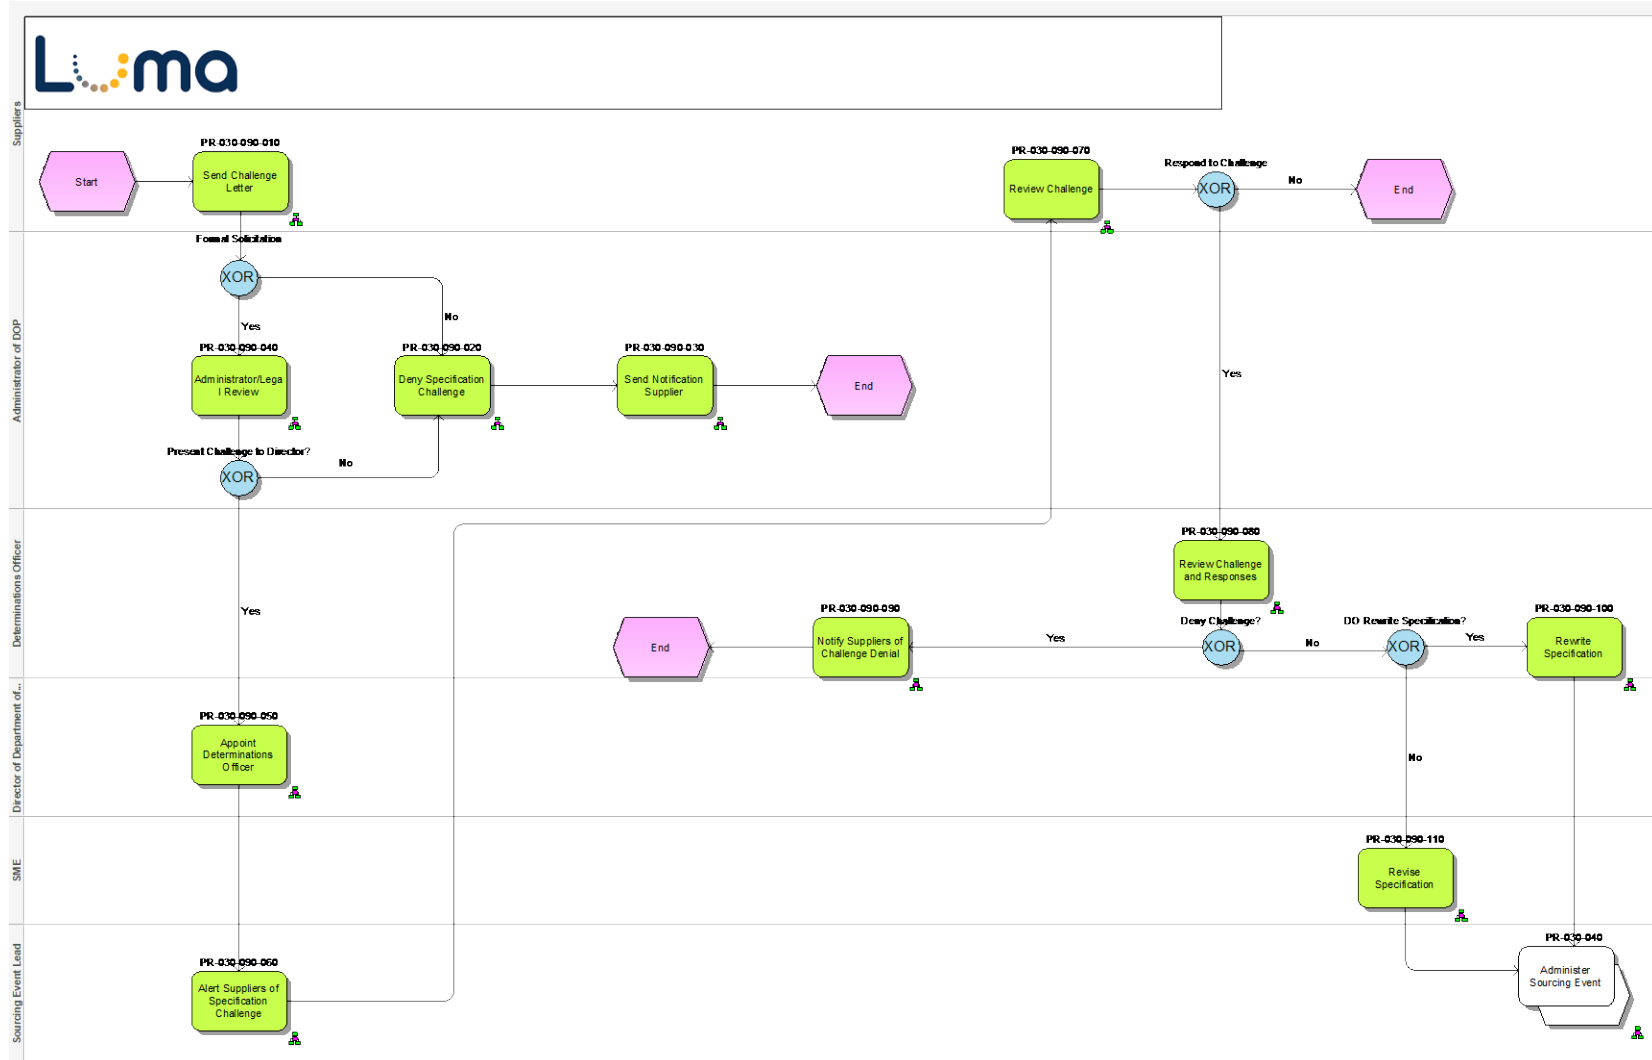 Luma
Suppliers
PR-030-090-010
Start
Send Challenge
Letter
PR-030-090-070
Review Challenge
Respond to Challenge
XOR
No
End
Administrator of DOP
Formal Solicitation
XOR
No
Yes
Yes
PR-030-090-040
Administrator/Lega
l Review
PR-030-090-020
Deny Specification
Challenge
PR-030-090-030
Send Notification
Supplier
End
Present Challenge to Director?
XOR
No
Determinations Officer
Yes
PR-030-090-080
Review Challenge
and Responses
Deny Challenge?
XOR
Yes
PR-030-090-090
Notify Suppliers of
Challenge Denial
End
No
DO Rewrite Specification?
XOR
Yes
PR-030-090-100
Rewrite
Specification
Director of Department of...
PR-030-090-050
Appoint
Determinations
Officer
No
SME
PR-030-090-110
Revise
Specification
Sourcing Event Lead
PR-030-090-060
Alert Suppliers of
Specification
Challenge
PR-030-040
Administer
Sourcing Event